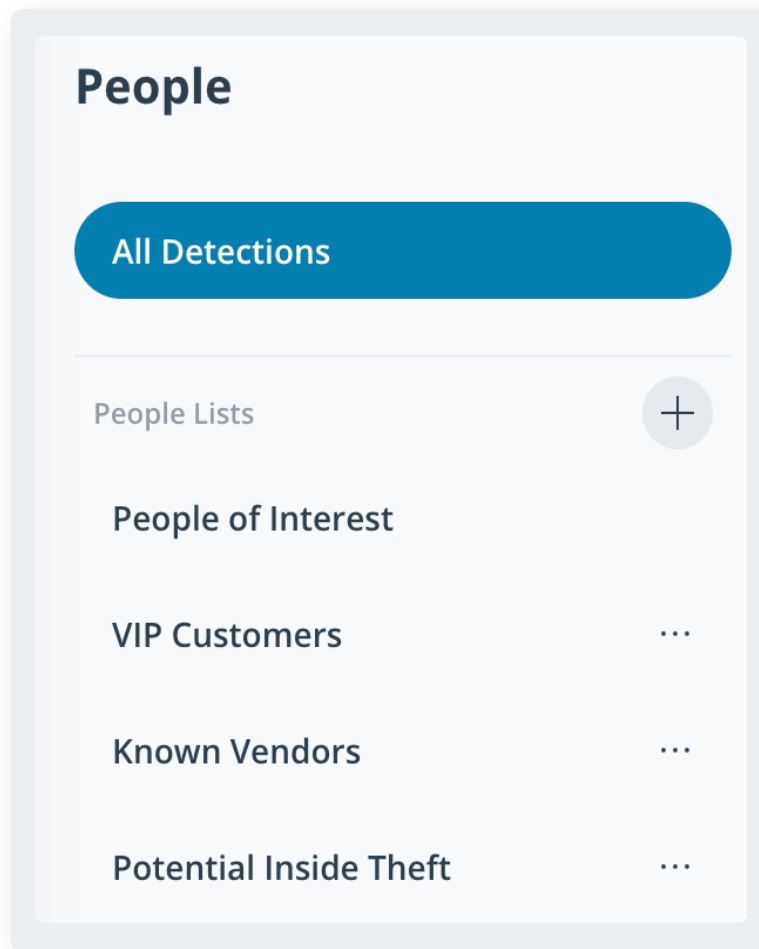 People
All Detections
People Lists
People of Interest
VIP Customers
Known Vendors
Potential Inside Theft